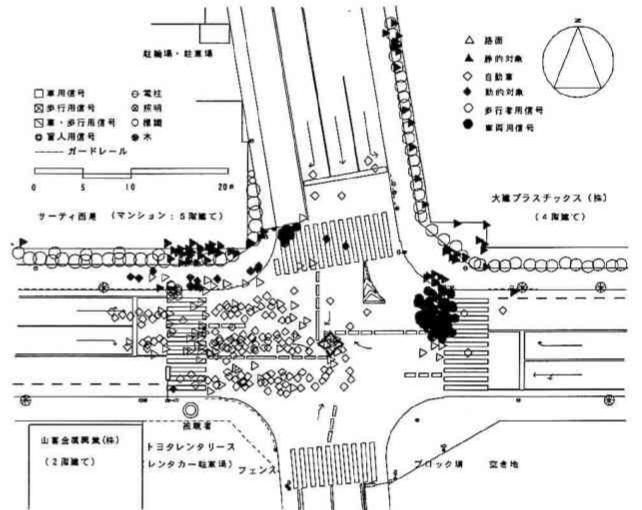 駐輪場・駐車場
車用信号
歩行用信号
車・歩行用信号
盲人用信号
ガードレール
電柱
照明
標識
木
0 5 10 20m
路面
静的対象
自動車
動的対象
歩行者用信号
車両用信号
N
サーティ西尾 (マンション:5階建て)
大建プラスチックス(株)
(4階建て)
被験者
山喜金属興業(株)
(2階建て)
トヨタレンタリース
(レンタカー駐車場)
フェンス
ブロック塀
空き地